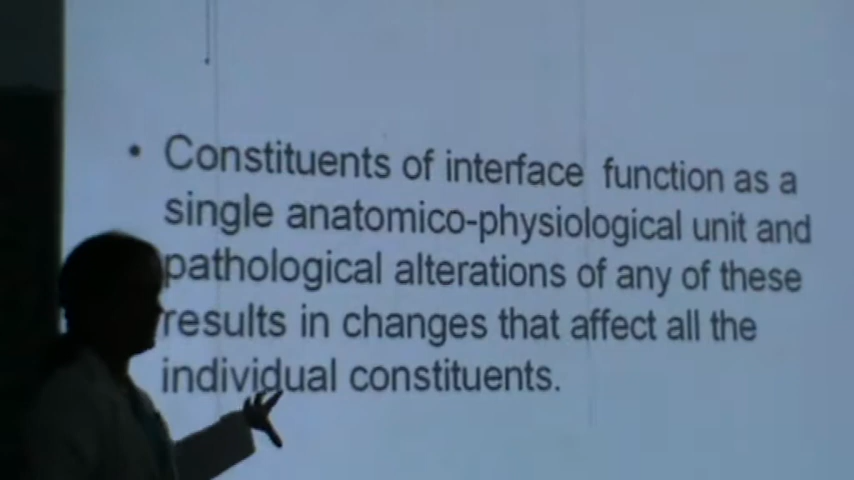 • Constituents of interface function as a
single anatomico-physiological unit and
pathological alterations of any of these
results in changes that affect all the
individual constituents.